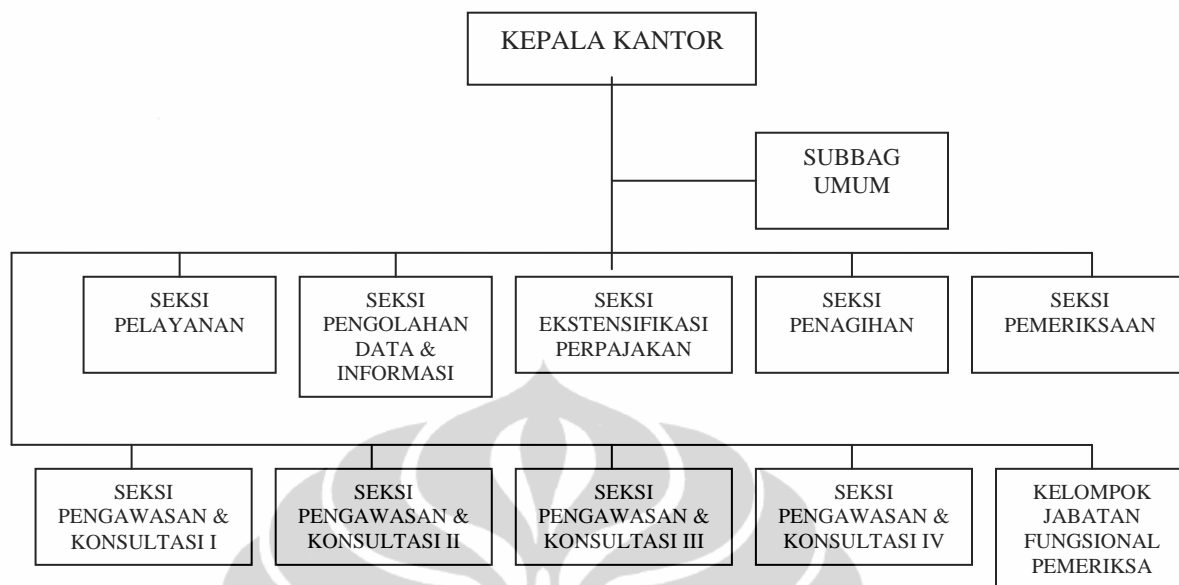 KEPALA KANTOR
SUBBAG
UMUM
SEKSI
PELAYANAN
SEKSI
PENGOLAHAN
DATA &
INFORMASI
SEKSI
EKSTENSIFIKASI
PERPAJAKAN
SEKSI
PENAGIHAN
SEKSI
PEMERIKSAAN
SEKSI
PENGAWASAN &
KONSULTASI I
SEKSI
PENGAWASAN &
KONSULTASI II
SEKSI
PENGAWASAN &
KONSULTASI III
SEKSI
PENGAWASAN &
KONSULTASI IV
KELOMPOK
JABATAN
FUNGSIONAL
PEMERIKSA